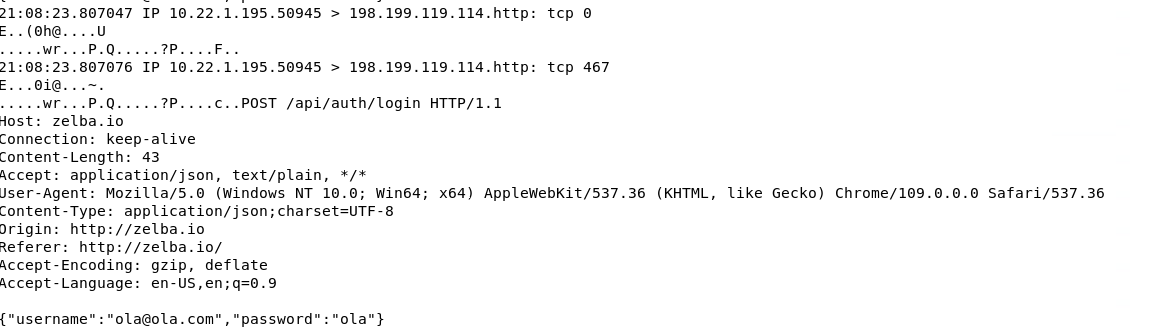 21:08:23.807047 IP 10.22.1.195.50945 > 198.199.119.114.http: tcp 0
E..(0h@....U
.....wr...P.Q.....?P....F..
21:08:23.807076 IP 10.22.1.195.50945 > 198.199.119.114.http: tcp 467
E...0i@...~.
.....wr...P.Q.....?P....c..POST /api/auth/login HTTP/1.1
Host: zelba.io
Connection: keep-alive
Content-Length: 43
Accept: application/json, text/plain, */*
User-Agent: Mozilla/5.0 (Windows NT 10.0; Win64; x64) AppleWebKit/537.36 (KHTML, like Gecko) Chrome/109.0.0.0 Safari/537.36
Content-Type: application/json;charset=UTF-8
Origin: http://zelba.io
Referer: http://zelba.io/
Accept-Encoding: gzip, deflate
Accept-Language: en-US,en;q=0.9
{"username":"ola@ola.com","password":"ola"}